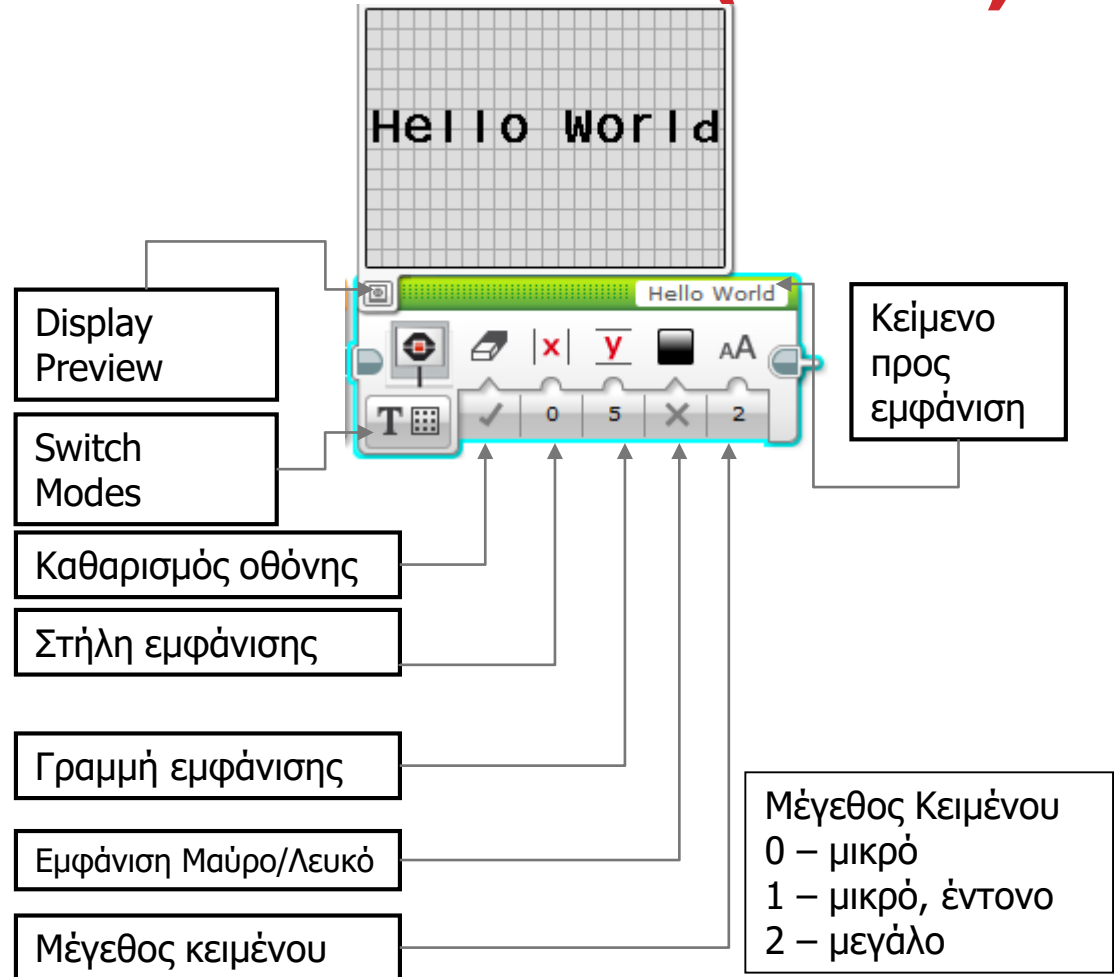 Hello World
Hello World
Display
Preview
Κείμενο
προς
εμφάνιση
x y AA
T 0 5 2
Switch
Modes
Καθαρισμός οθόνης
Στήλη εμφάνισης
Γραμμή εμφάνισης
Εμφάνιση Μαύρο/Λευκό
Μέγεθος κειμένου
Μέγεθος Κειμένου
0 – μικρό
1 – μικρό, έντονο
2 – μεγάλο